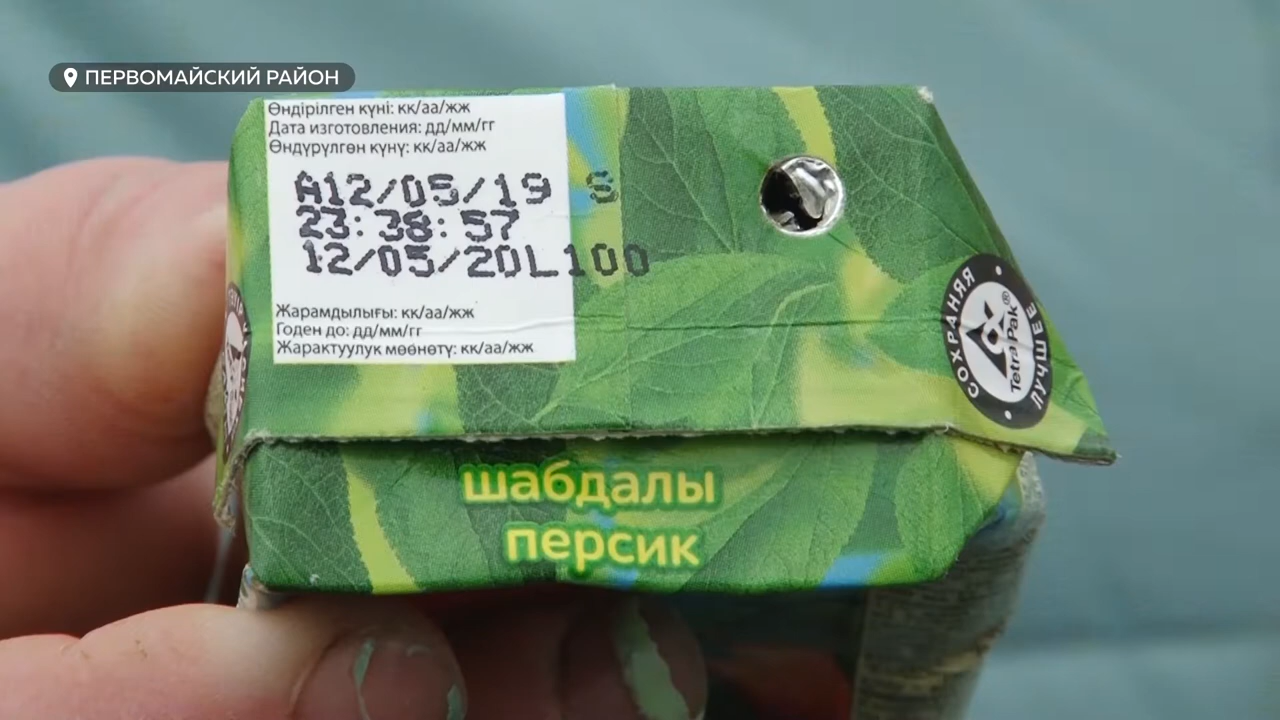 ПЕРВОМАЙСКИЙ РАЙОН
Өндірілген күні: кк/аа/жж
Дата изготовления: дд/мм/гг
Өндүрүлгөн күнү: кк/аа/жж
A12/05/19 S
23:38:57
12/05/20L100
Жарамдылығы: кк/аа/жж
Годен до: дд/мм/гг
Жарактуулук мөөнөтү: кк/аа/жж
СОХРАНЯЯ
Tetra Pak®
ЛУЧШЕЕ
шабдалы
персик